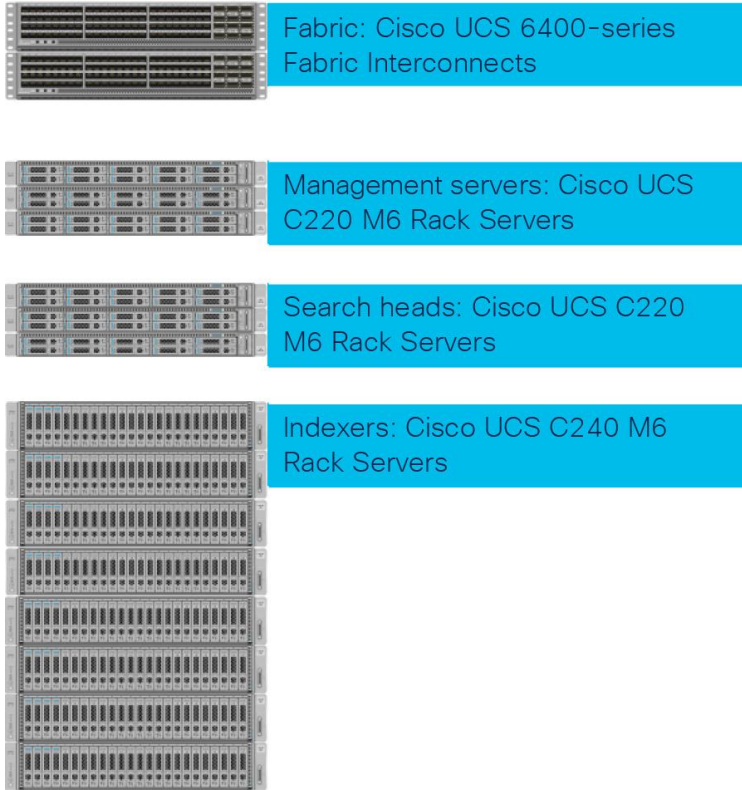 Fabric: Cisco UCS 6400-series
Fabric Interconnects
Management servers: Cisco UCS
C220 M6 Rack Servers
Search heads: Cisco UCS C220
M6 Rack Servers
Indexers: Cisco UCS C240 M6
Rack Servers